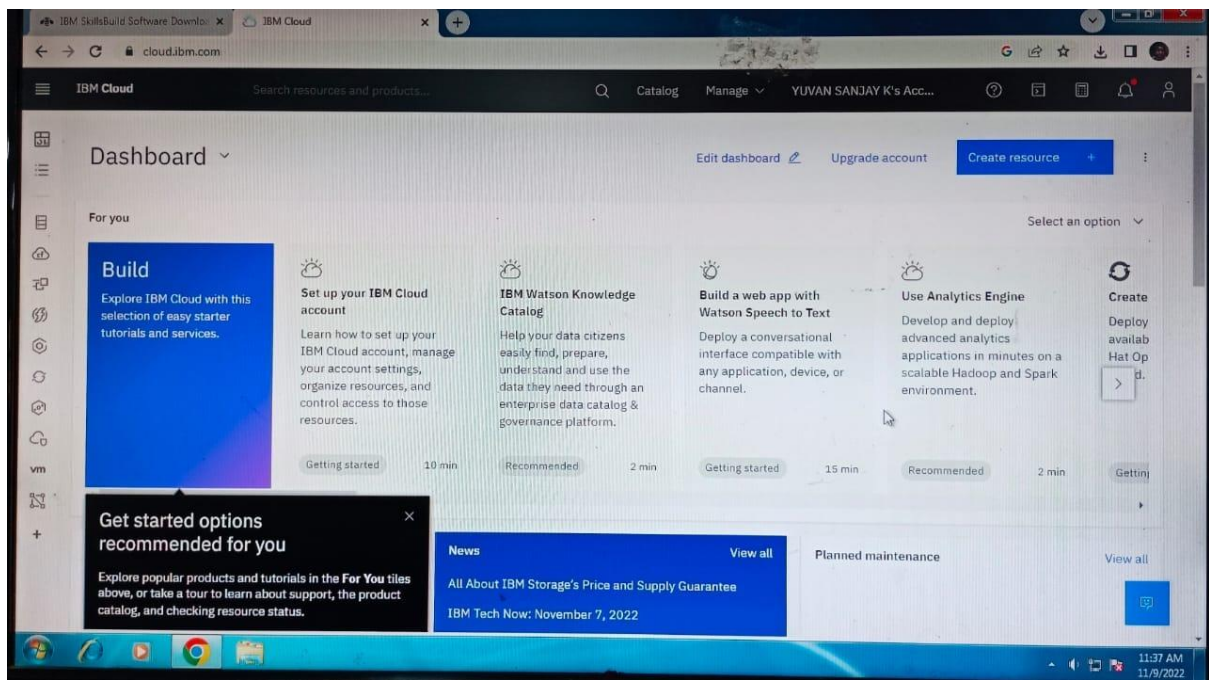 IBM SkillsBuild Software Downloa
IBM Cloud
cloud.ibm.com
IBM Cloud
Search resources and products...
Catalog
Manage
YUVAN SANJAY K's Acc...
Dashboard
Edit dashboard
Upgrade account
Create resource +
For you
Select an option
Build
Explore IBM Cloud with this
selection of easy starter
tutorials and services.
Set up your IBM Cloud
account
Learn how to set up your
IBM Cloud account, manage
your account settings,
organize resources, and
control access to those
resources.
Getting started
10 min
IBM Watson Knowledge
Catalog
Help your data citizens
easily find, prepare,
understand and use the
data they need through an
enterprise data catalog &
governance platform.
Recommended
2 min
Build a web app with
Watson Speech to Text
Deploy a conversational
interface compatible with
any application, device, or
channel.
Getting started
15 min
Use Analytics Engine
Develop and deploy
advanced analytics
applications in minutes on a
scalable Hadoop and Spark
environment.
Recommended
2 min
Create
Deploy
availab
Hat Op
d.
Getting
vm
Get started options
recommended for you
Explore popular products and tutorials in the For You tiles
above, or take a tour to learn about support, the product
catalog, and checking resource status.
News
View all
All About IBM Storage's Price and Supply Guarantee
IBM Tech Now: November 7, 2022
Planned maintenance
View all
11:37 AM
11/9/2022